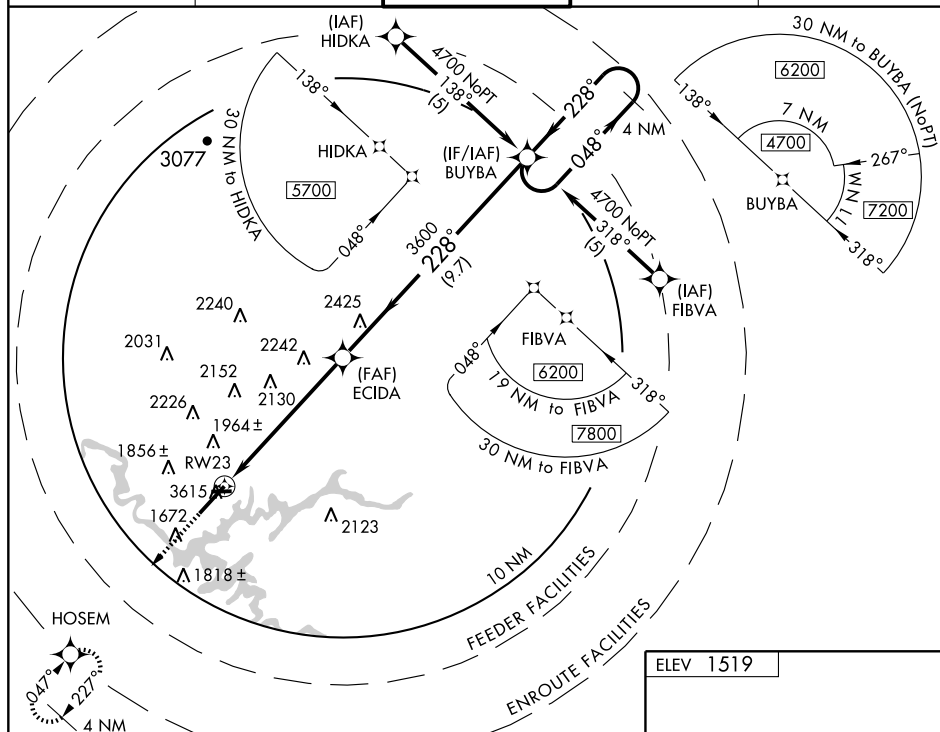 (IAF)
HIDKA
4700 NoPT
138°
(5)
228°
048°
4 NM
(IF/IAF)
BUYBA
30 NM to BUYBA (NoPT)
6200
138°
7 NM
4700
267°
11 NM
7200
BUYBA
318°
3077
138°
HIDKA
30 NM to HIDKA
5700
048°
4700 NoPT
318°
(5)
(IAF)
FIBVA
3600
228°
(9.7)
2425
2240
2031
2242
2152
2130
2226
1964±
(FAF)
ECIDA
FIBVA
048°
318°
6200
19 NM to FIBVA
7800
30 NM to FIBVA
1856±
RW23
3615
1672
2123
1818±
10 NM
FEEDER FACILITIES
ENROUTE FACILITIES
HOSEM
047°
227°
4 NM
ELEV 1519